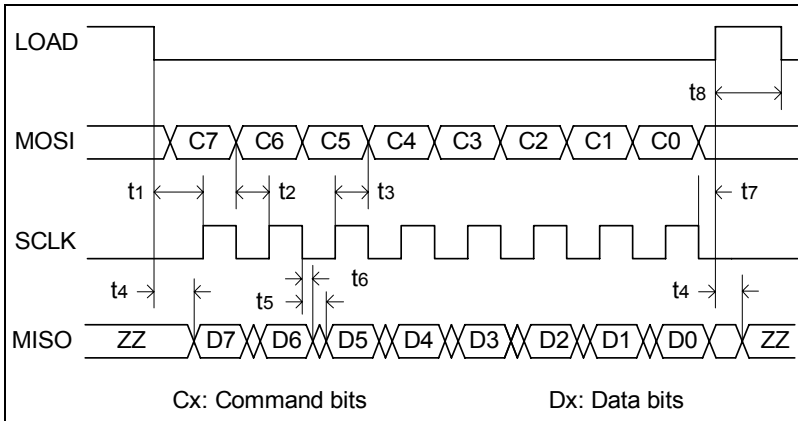 LOAD
t8
MOSI C7 C6 C5 C4 C3 C2 C1 C0
t1 t2 t3 t7
SCLK
t4 t5 t6 t4
MISO ZZ D7 D6 D5 D4 D3 D2 D1 D0 ZZ
Cx: Command bits Dx: Data bits